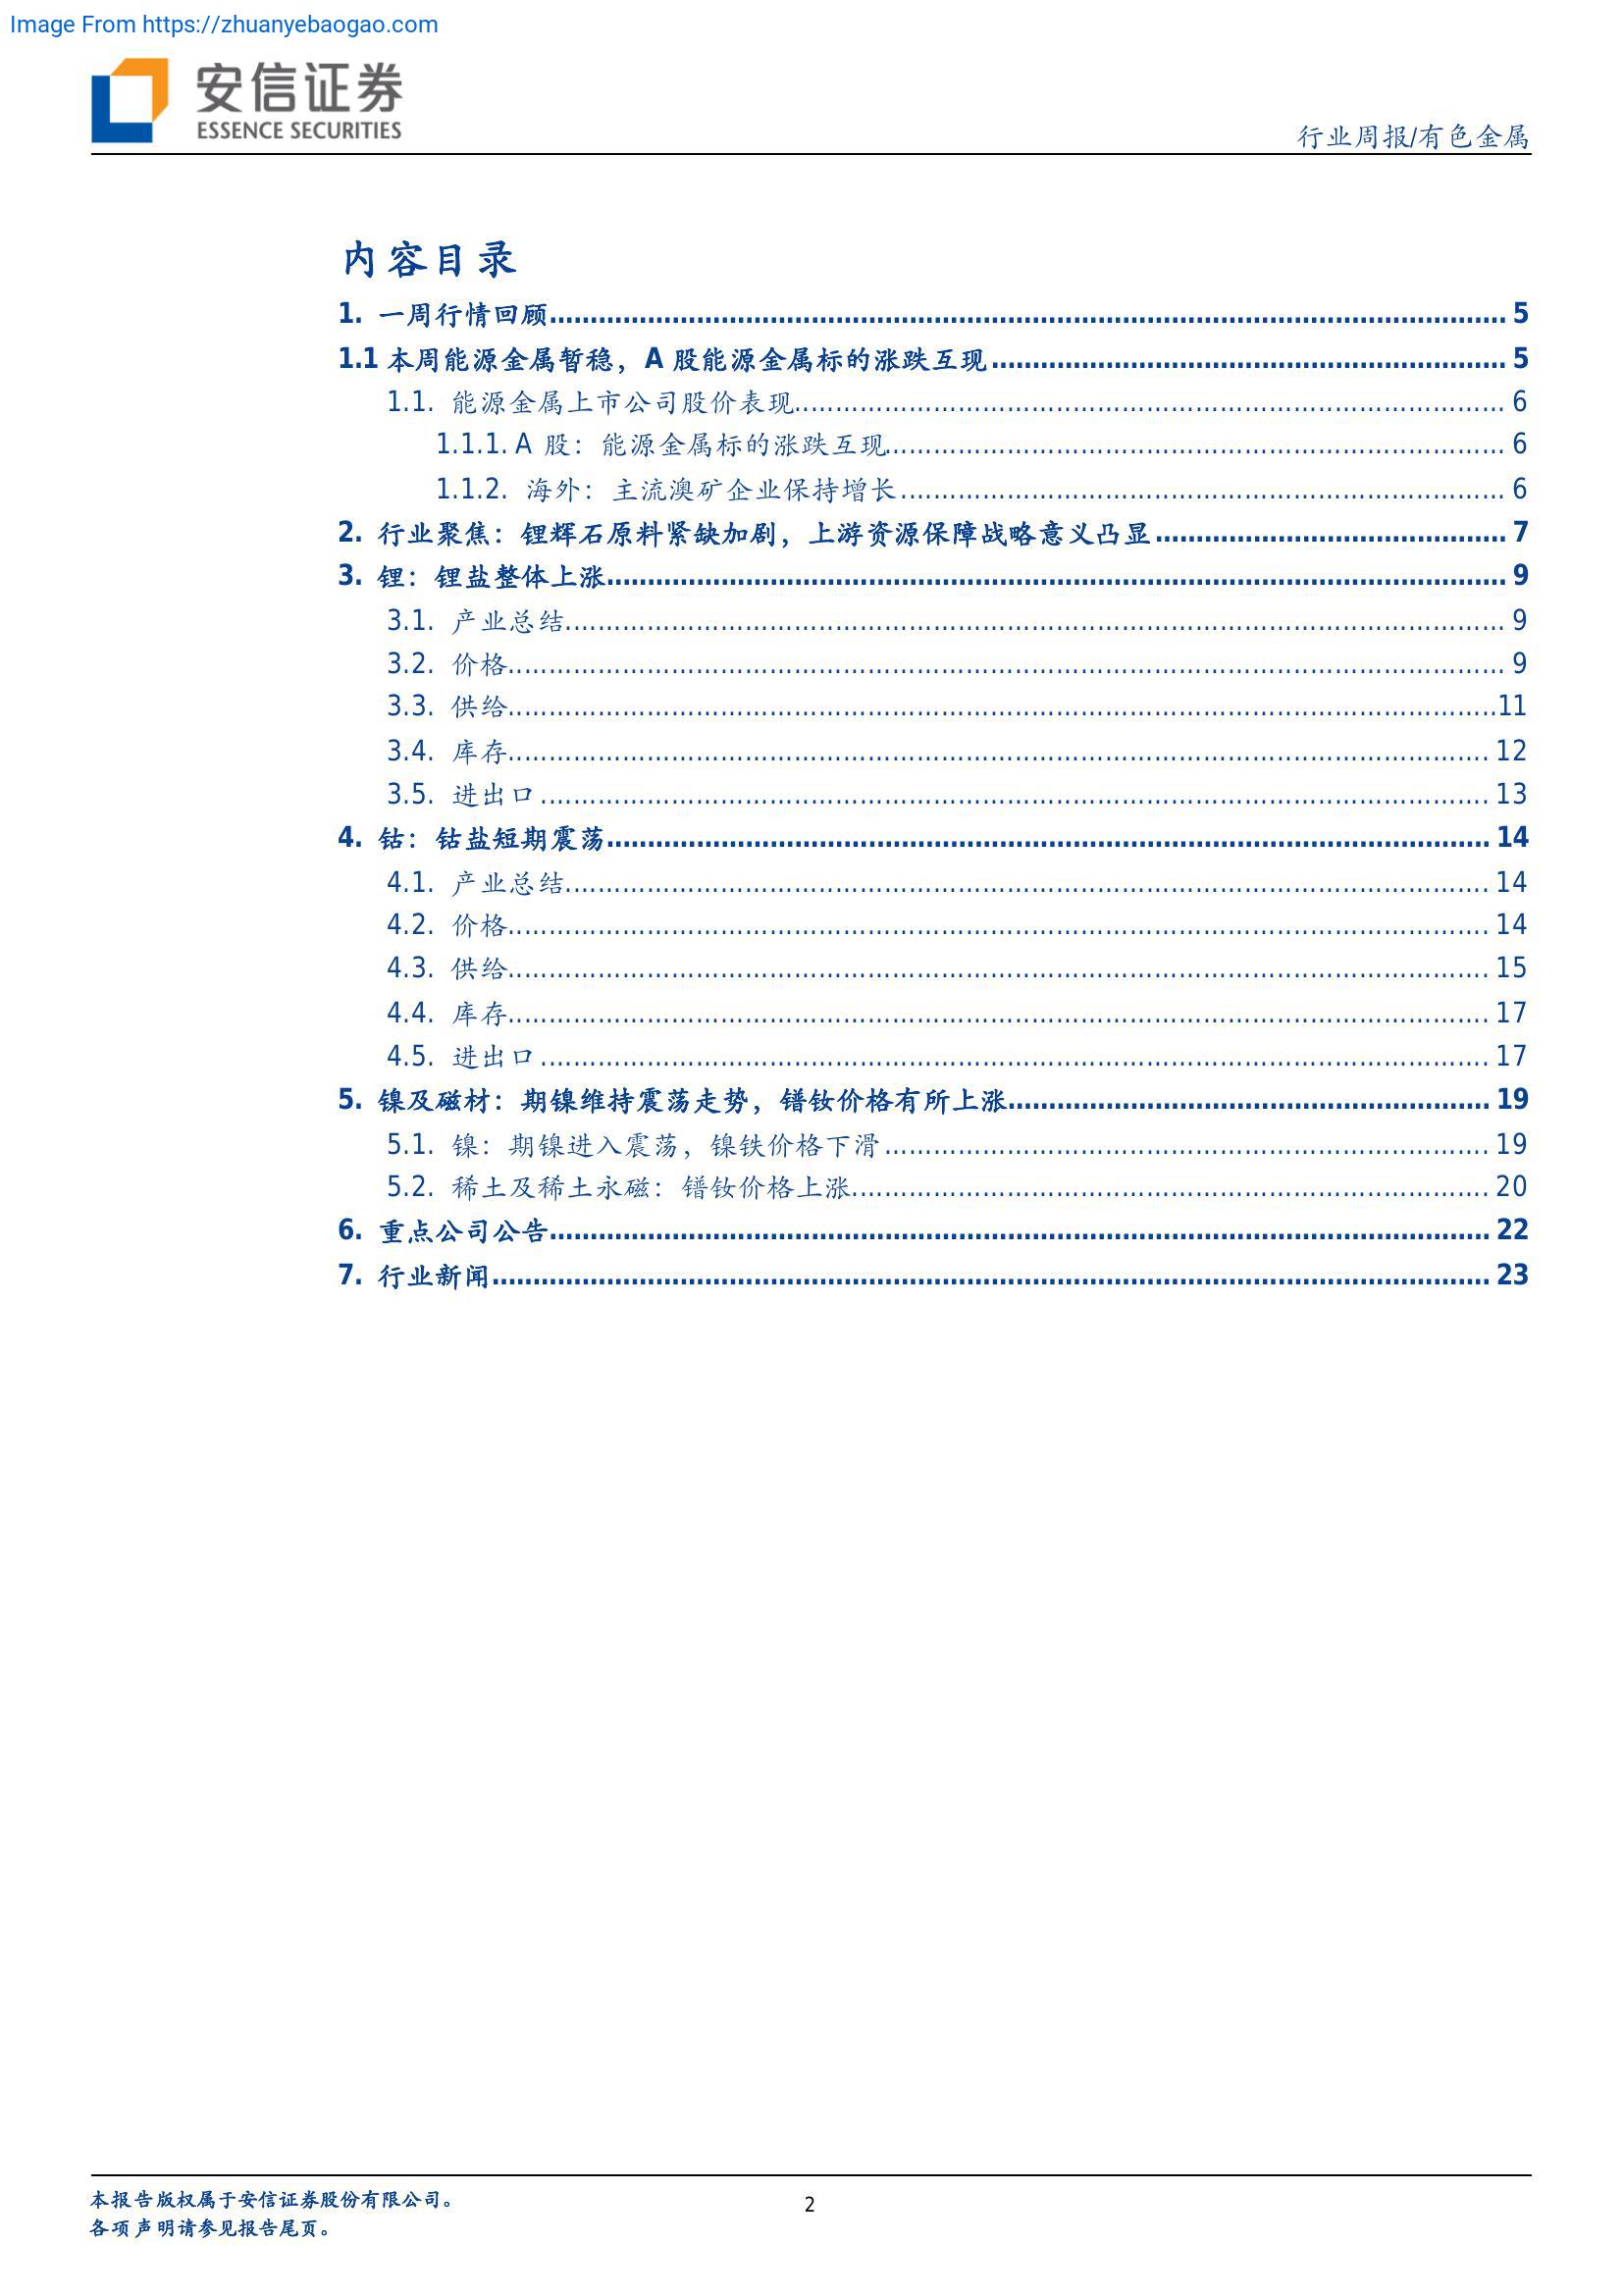 Image From https://zhuanyebaogao.com
安信证券
ESSENCE SECURITIES
行业周报/有色金属
内容目录
1. 一周行情回顾 5
1.1 本周能源金属暂稳，A 股能源金属标的涨跌互现 5
1.1. 能源金属上市公司股价表现 6
1.1.1. A 股：能源金属标的涨跌互现 6
1.1.2. 海外：主流澳矿企业保持增长 6
2. 行业聚焦：锂辉石原料紧缺加剧，上游资源保障战略意义凸显 7
3. 锂：锂盐整体上涨 9
3.1. 产业总结 9
3.2. 价格 9
3.3. 供给 11
3.4. 库存 12
3.5. 进出口 13
4. 钴：钴盐短期震荡 14
4.1. 产业总结 14
4.2. 价格 14
4.3. 供给 15
4.4. 库存 17
4.5. 进出口 17
5. 镍及磁材：期镍维持震荡走势，镨钕价格有所上涨 19
5.1. 镍：期镍进入震荡，镍铁价格下滑 19
5.2. 稀土及稀土永磁：镨钕价格上涨 20
6. 重点公司公告 22
7. 行业新闻 23
本报告版权属于安信证券股份有限公司。
各项声明请参见报告尾页。
2